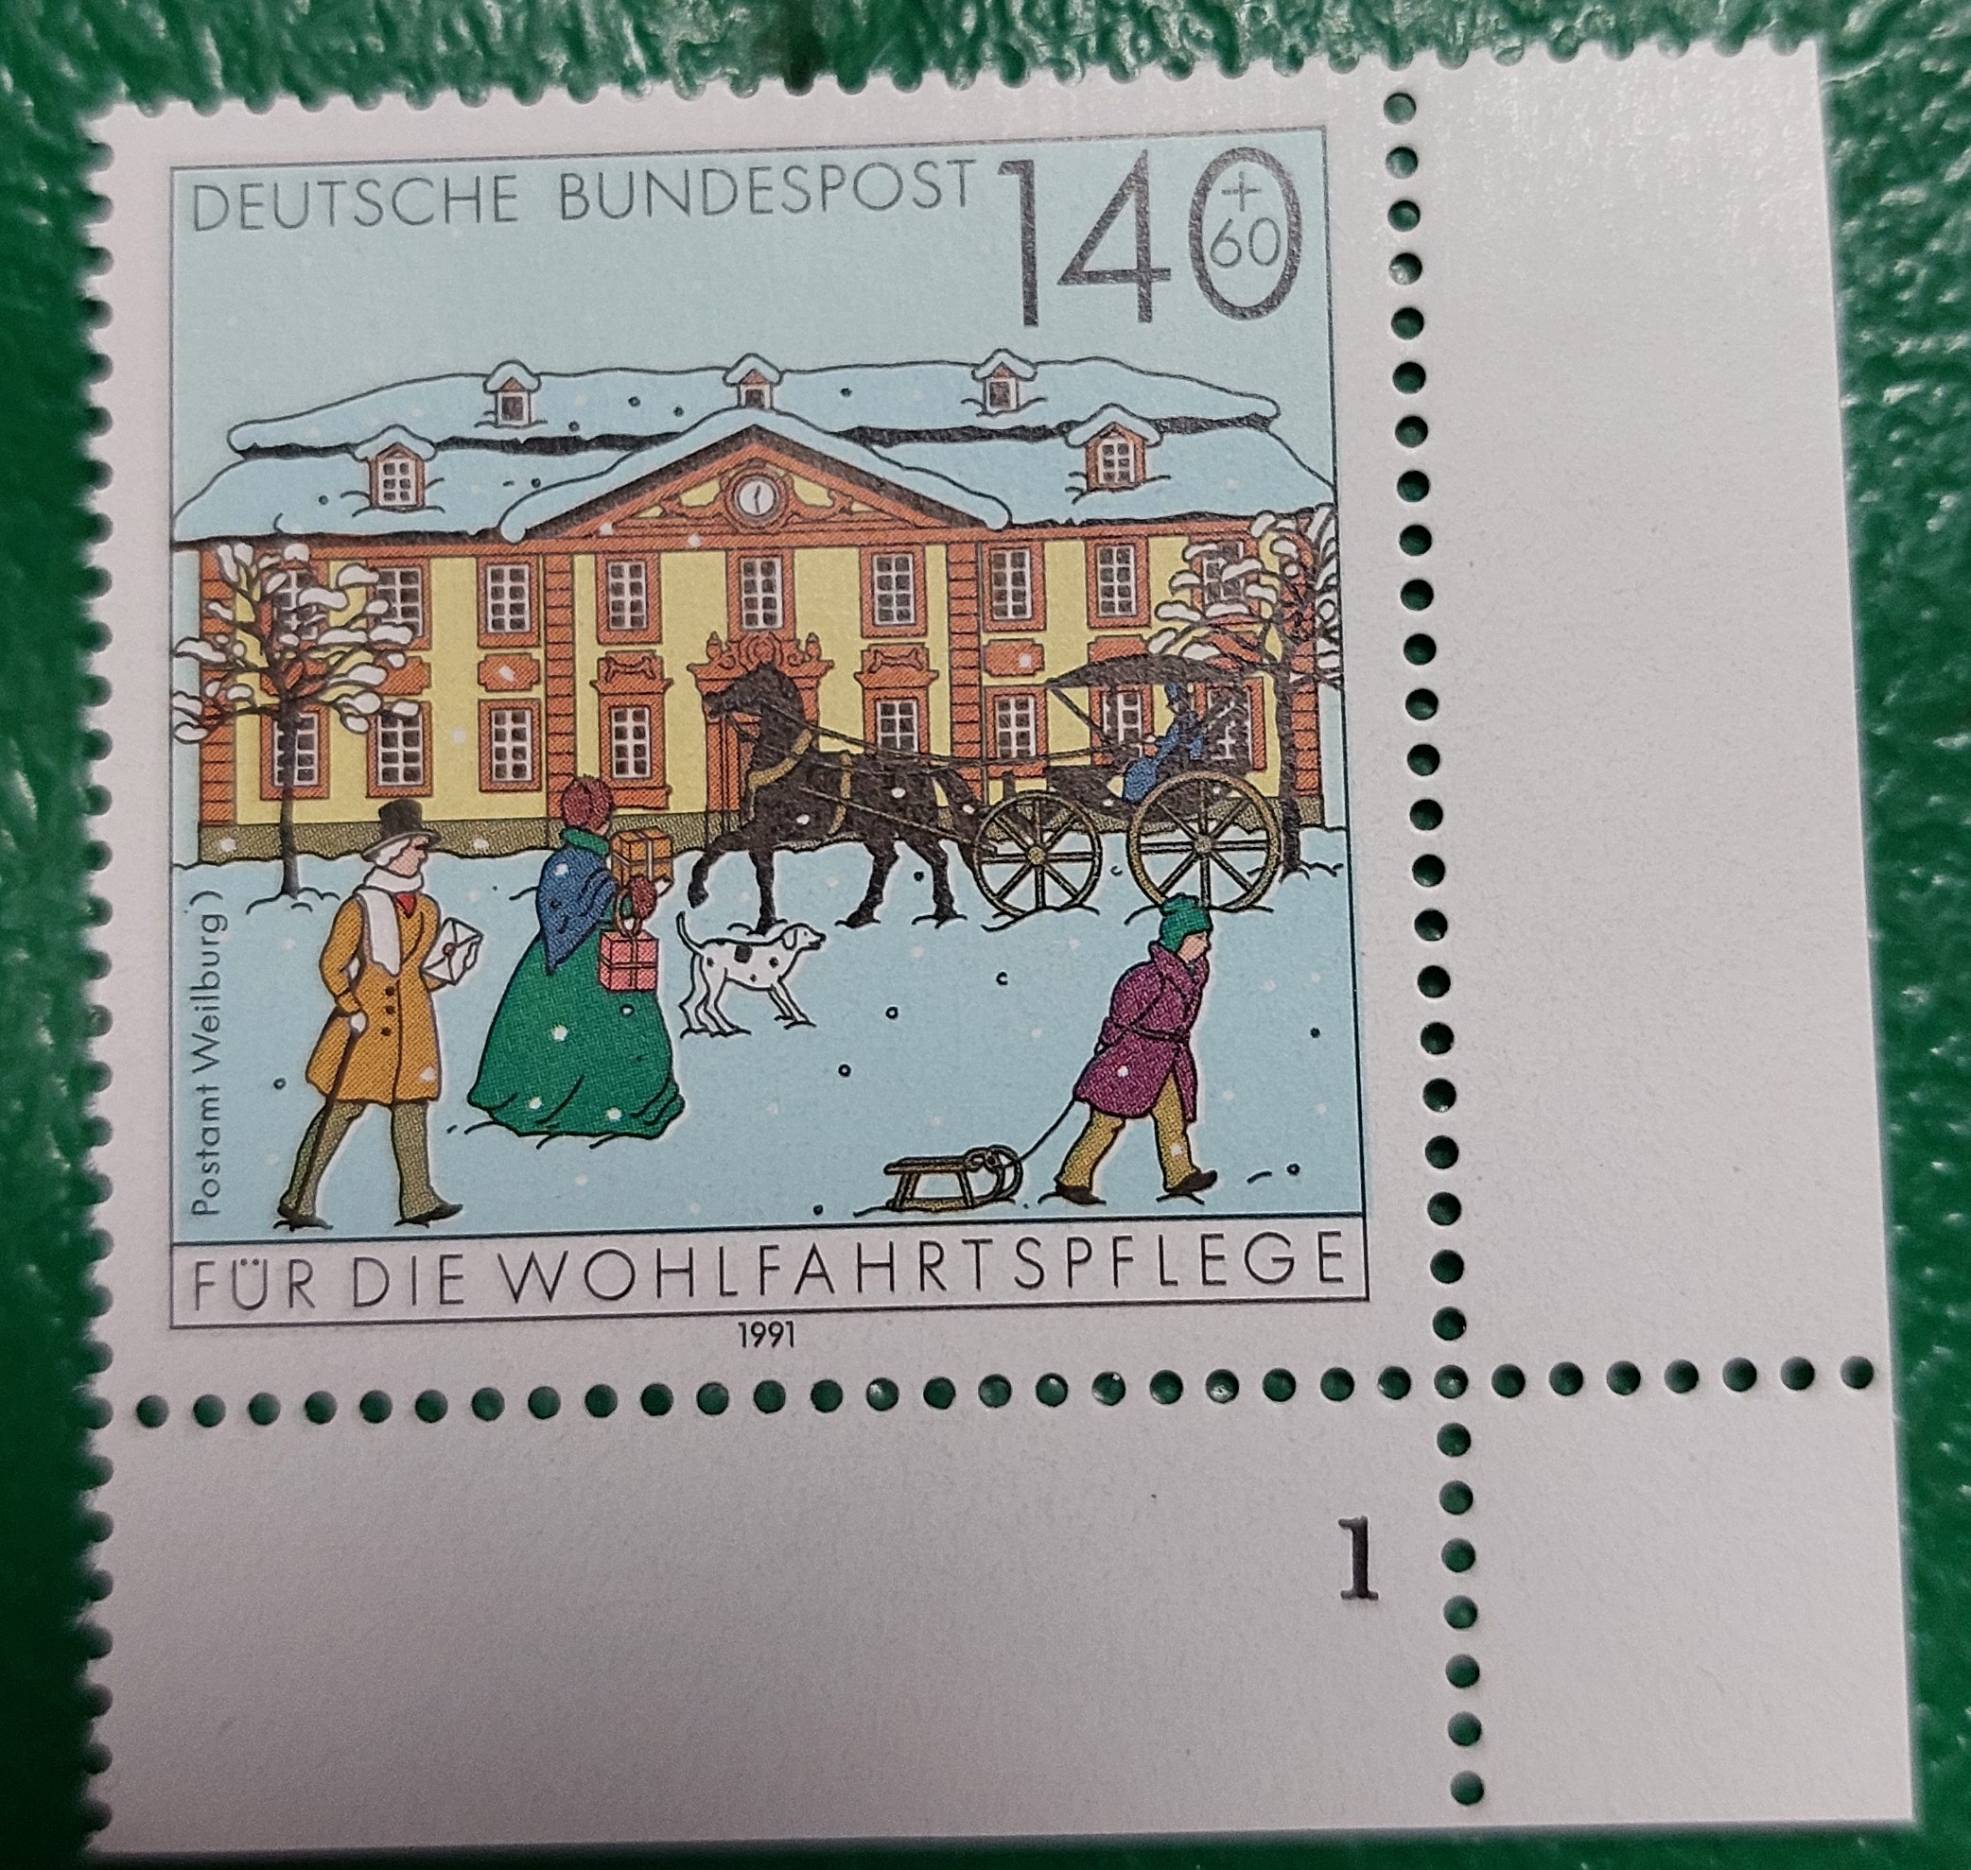 DEUTSCHE BUNDESPOST 140
+
60
Postamt Weilburg)
FÜR DIE WOHLFAHRTSPFLEGE
1991
1